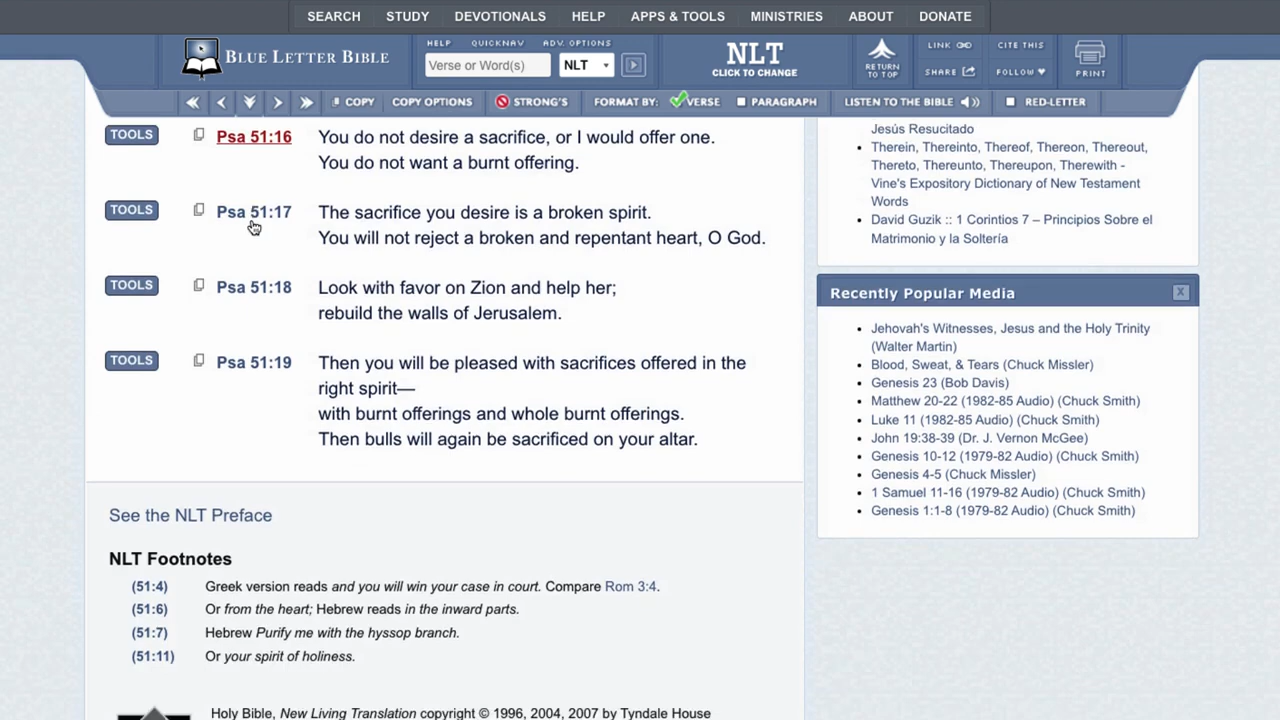 SEARCH STUDY DEVOTIONALS HELP APPS & TOOLS MINISTRIES ABOUT DONATE
BLUE LETTER BIBLE
HELP QUICKNAV ADV. OPTIONS
Verse or Word(s) NLT
NLT
CLICK TO CHANGE
RETURN
TO TOP
LINK CITE THIS
SHARE FOLLOW
PRINT
COPY COPY OPTIONS STRONG'S FORMAT BY: VERSE PARAGRAPH LISTEN TO THE BIBLE RED-LETTER
TOOLS Psa 51:16 You do not desire a sacrifice, or I would offer one.
You do not want a burnt offering.
TOOLS Psa 51:17 The sacrifice you desire is a broken spirit.
You will not reject a broken and repentant heart, O God.
TOOLS Psa 51:18 Look with favor on Zion and help her;
rebuild the walls of Jerusalem.
TOOLS Psa 51:19 Then you will be pleased with sacrifices offered in the
right spirit—
with burnt offerings and whole burnt offerings.
Then bulls will again be sacrificed on your altar.
See the NLT Preface
NLT Footnotes
(51:4) Greek version reads and you will win your case in court. Compare Rom 3:4.
(51:6) Or from the heart; Hebrew reads in the inward parts.
(51:7) Hebrew Purify me with the hyssop branch.
(51:11) Or your spirit of holiness.
Holy Bible, New Living Translation copyright © 1996, 2004, 2007 by Tyndale House
Jesús Resucitado
Therein, Thereinto, Thereof, Thereon, Thereout,
Thereto, Thereunto, Thereupon, Therewith -
Vine's Expository Dictionary of New Testament
Words
David Guzik :: 1 Corintios 7 – Principios Sobre el
Matrimonio y la Soltería
Recently Popular Media X
Jehovah's Witnesses, Jesus and the Holy Trinity
(Walter Martin)
Blood, Sweat, & Tears (Chuck Missler)
Genesis 23 (Bob Davis)
Matthew 20-22 (1982-85 Audio) (Chuck Smith)
Luke 11 (1982-85 Audio) (Chuck Smith)
John 19:38-39 (Dr. J. Vernon McGee)
Genesis 10-12 (1979-82 Audio) (Chuck Smith)
Genesis 4-5 (Chuck Missler)
1 Samuel 11-16 (1979-82 Audio) (Chuck Smith)
Genesis 1:1-8 (1979-82 Audio) (Chuck Smith)